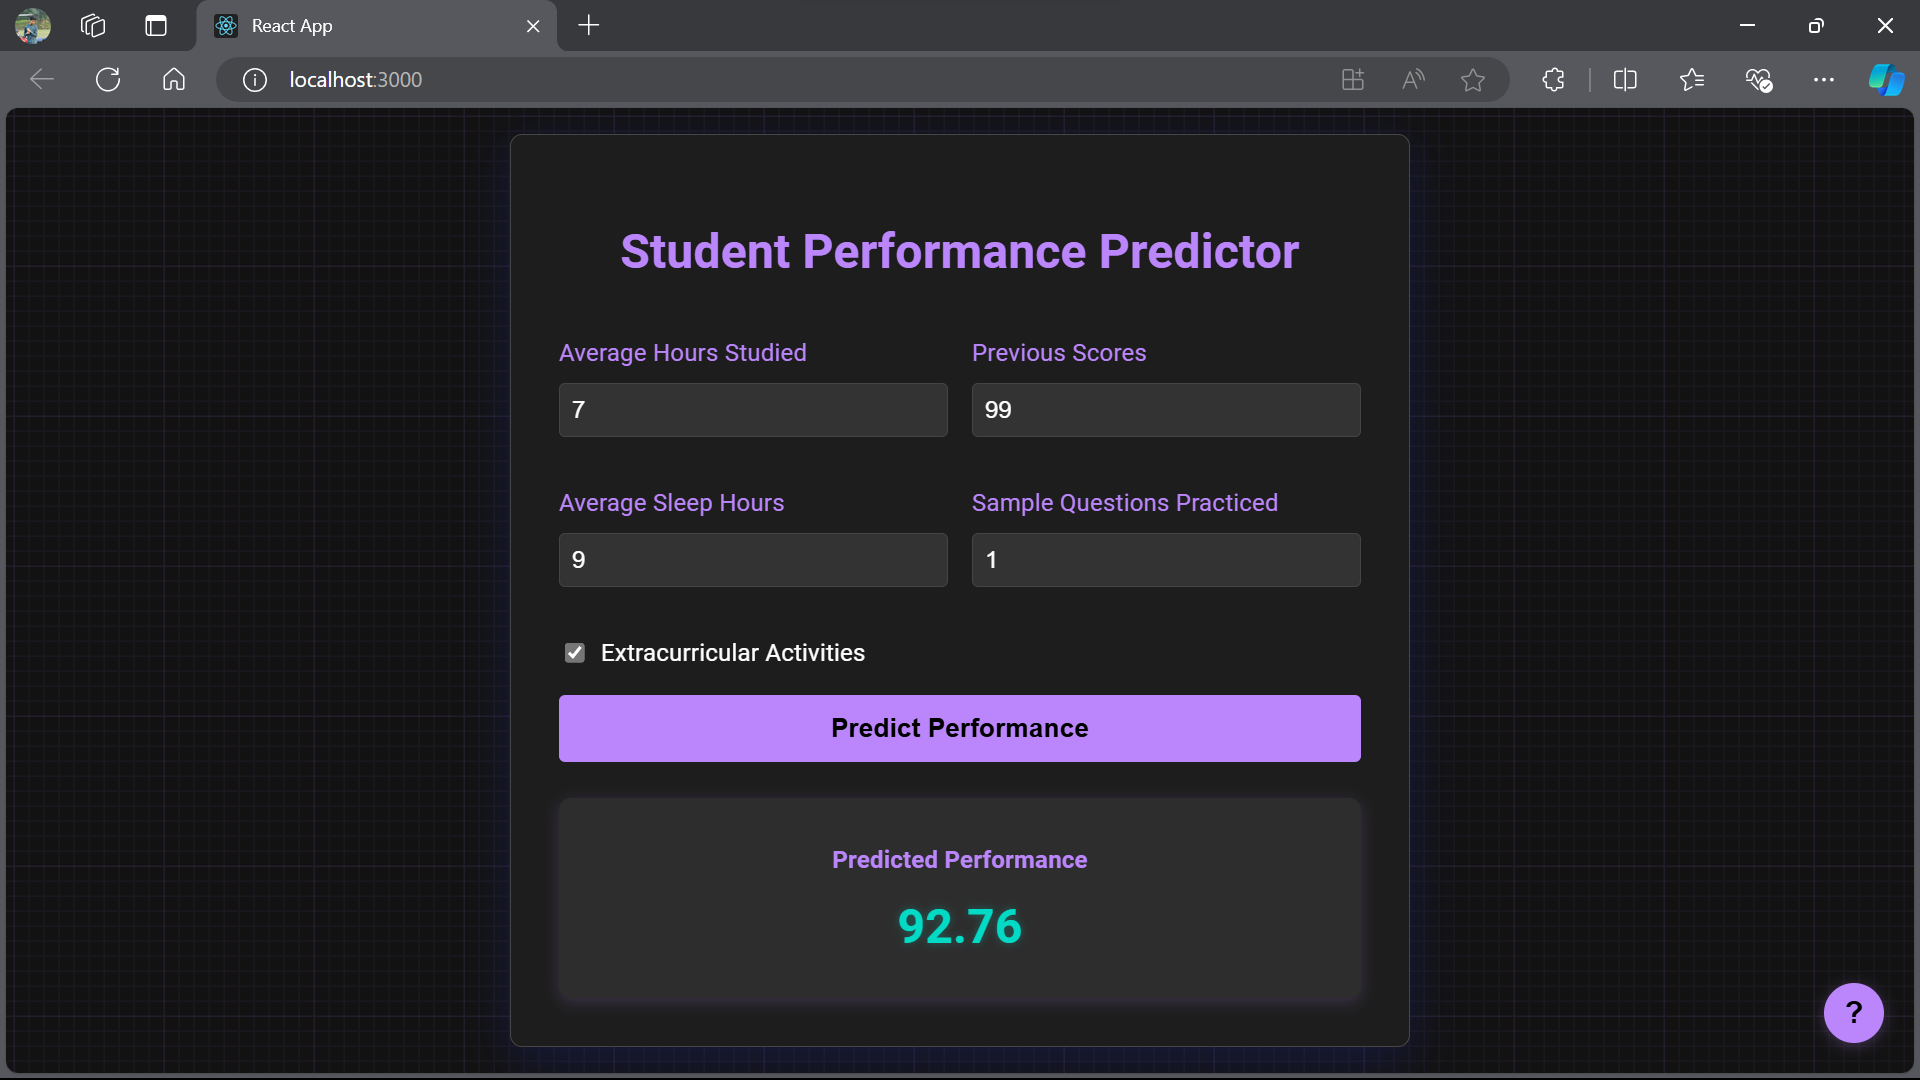 React App
localhost:3000
Student Performance Predictor
Average Hours Studied
Previous Scores
7
99
Average Sleep Hours
Sample Questions Practiced
9
1
Extracurricular Activities
Predict Performance
Predicted Performance
92.76
?